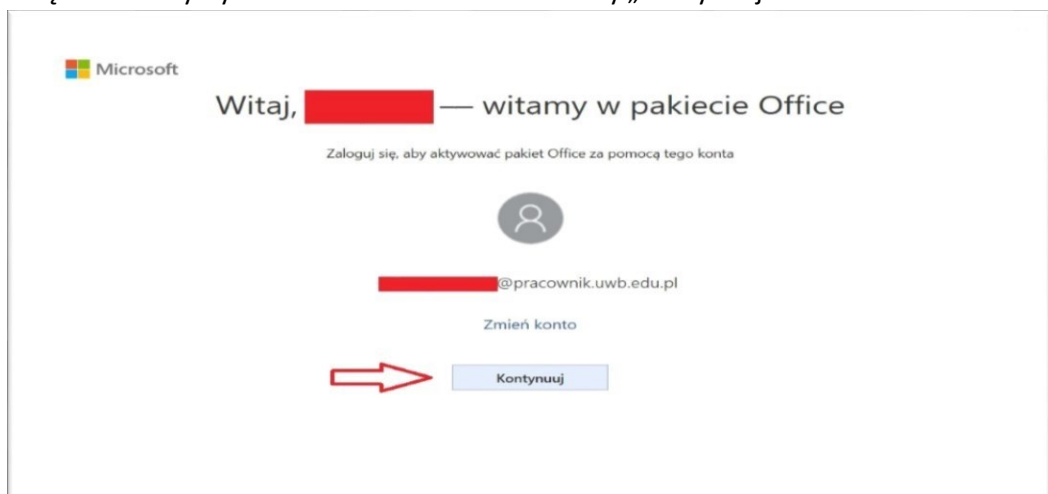 Microsoft
Witaj, — witamy w pakiecie Office
Zaloguj się, aby aktywować pakiet Office za pomocą tego konta
@pracownik.uwb.edu.pl
Zmień konto
Kontynuuj